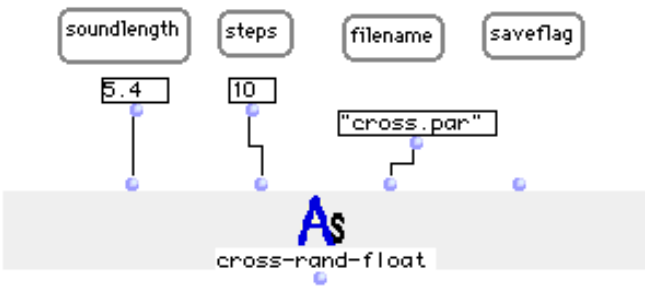 soundlength
steps
filename
saveflag
5.4
10
"cross.par"
As
cross-rand-float